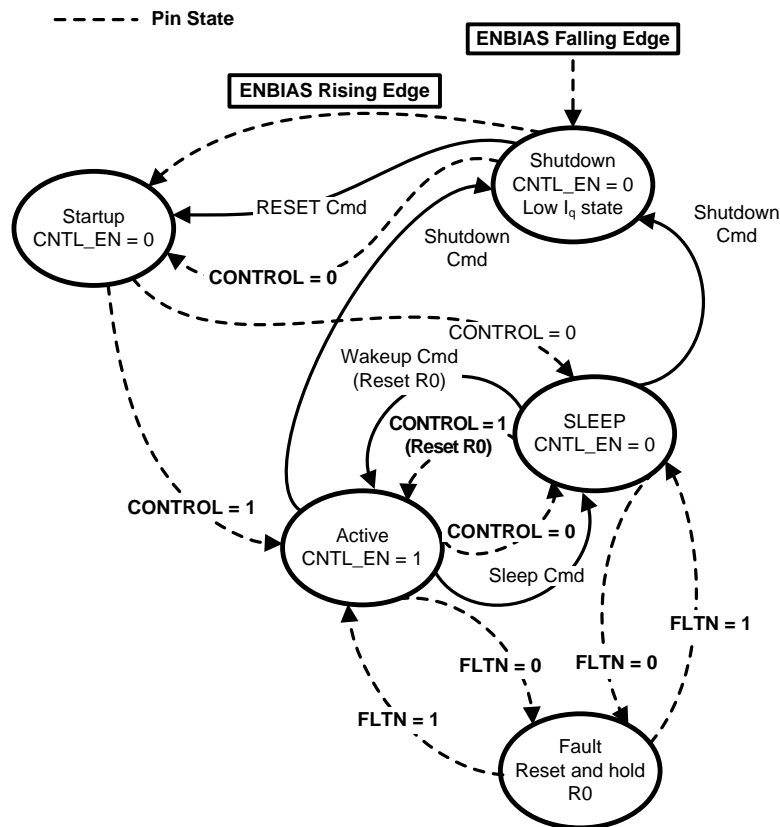 Pin State
ENBIAS Falling Edge
ENBIAS Rising Edge
Shutdown
CNTL_EN = 0
Low Iq state
Startup
CNTL_EN = 0
RESET Cmd
Shutdown
Cmd
Shutdown
Cmd
CONTROL = 0
CONTROL = 0
Wakeup Cmd
(Reset R0)
CONTROL = 1
(Reset R0)
SLEEP
CNTL_EN = 0
CONTROL = 1
Active
CNTL_EN = 1
CONTROL = 0
Sleep Cmd
FLTN = 1
FLTN = 0
FLTN = 0
FLTN = 1
Fault
Reset and hold
R0